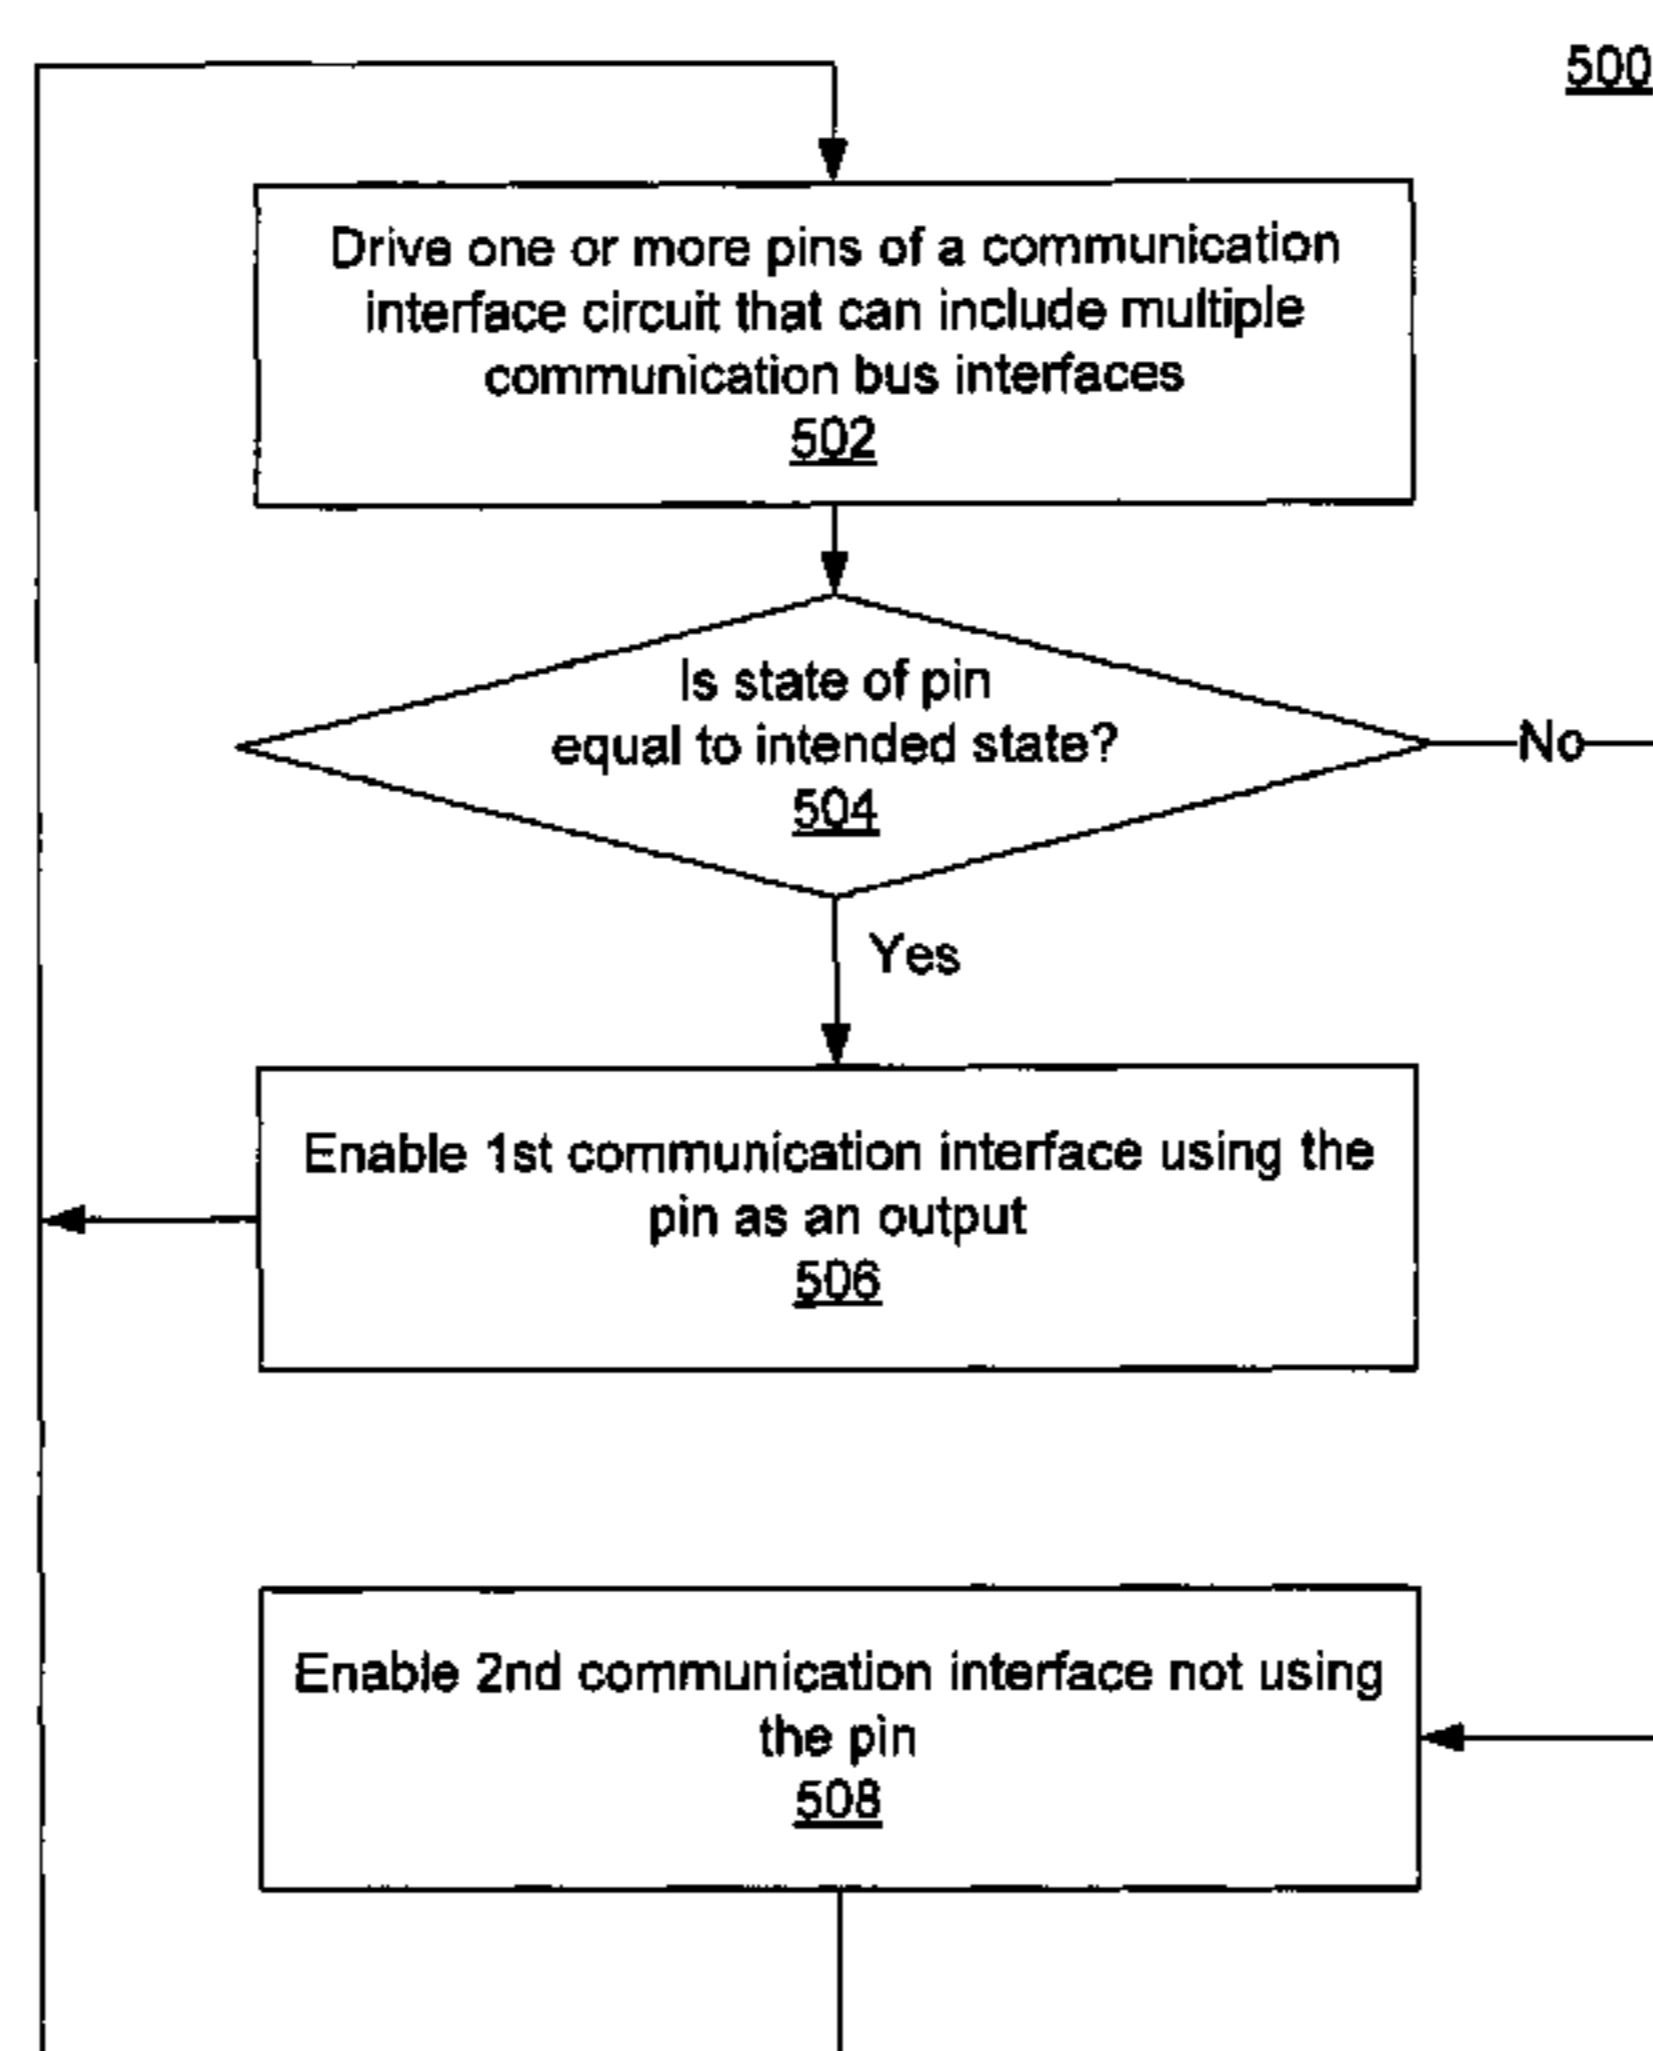 500
Drive one or more pins of a communication
interface circuit that can include multiple
communication bus interfaces
502
Is state of pin
equal to intended state?
504
No
Yes
Enable 1st communication interface using the
pin as an output
506
Enable 2nd communication interface not using
the pin
508